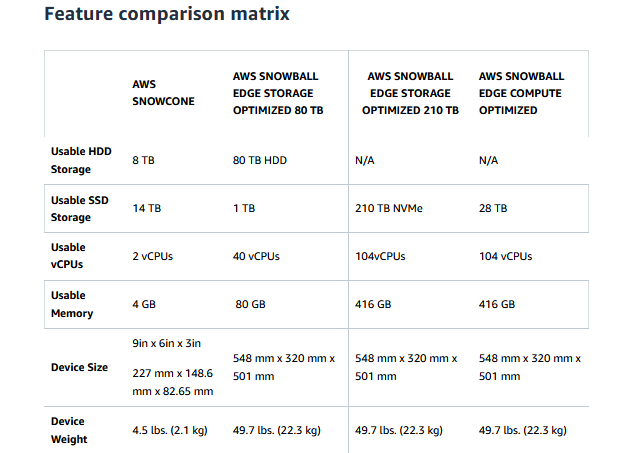 Feature comparison matrix
AWS
SNOWCONE
AWS SNOWBALL
EDGE STORAGE
OPTIMIZED 80 TB
AWS SNOWBALL
EDGE STORAGE
OPTIMIZED 210 TB
AWS SNOWBALL
EDGE COMPUTE
OPTIMIZED
Usable HDD
Storage
8 TB
80 TB HDD
N/A
N/A
Usable SSD
Storage
14 TB
1 TB
210 TB NVMe
28 TB
Usable
vCPUs
2 vCPUs
40 vCPUs
104vCPUs
104 vCPUs
Usable
Memory
4 GB
80 GB
416 GB
416 GB
Device Size
9in x 6in x 3in
227 mm x 148.6
mm x 82.65 mm
548 mm x 320 mm x
501 mm
548 mm x 320 mm x
501 mm
548 mm x 320 mm x
501 mm
Device
Weight
4.5 lbs. (2.1 kg)
49.7 lbs. (22.3 kg)
49.7 lbs. (22.3 kg)
49.7 lbs. (22.3 kg)